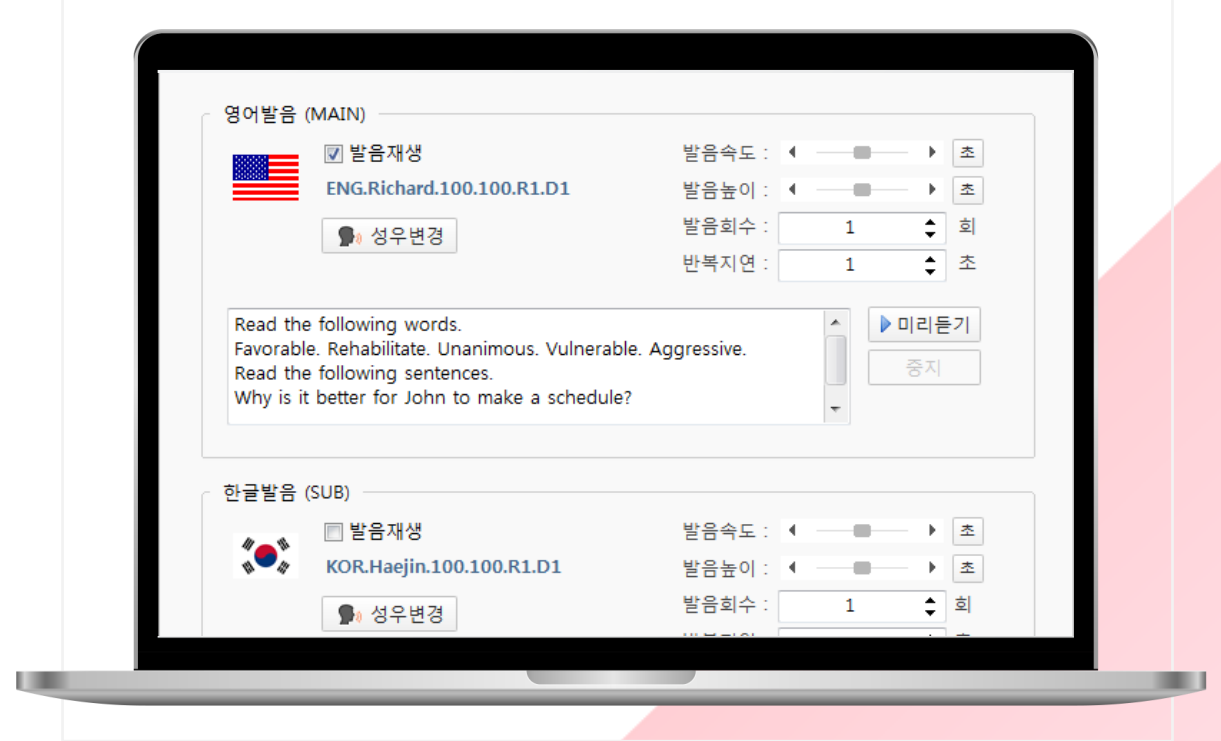 영어발음 (MAIN)
발음재생
발음속도 : 초
ENG.Richard.100.100.R1.D1
발음높이 : 초
성우변경
발음회수 : 1 회
반복지연 : 1 초
Read the following words.
Favorable. Rehabilitate. Unanimous. Vulnerable. Aggressive.
Read the following sentences.
Why is it better for John to make a schedule?
미리듣기
중지
한글발음 (SUB)
발음재생
발음속도 : 초
KOR.Haejin.100.100.R1.D1
발음높이 : 초
성우변경
발음회수 : 1 회